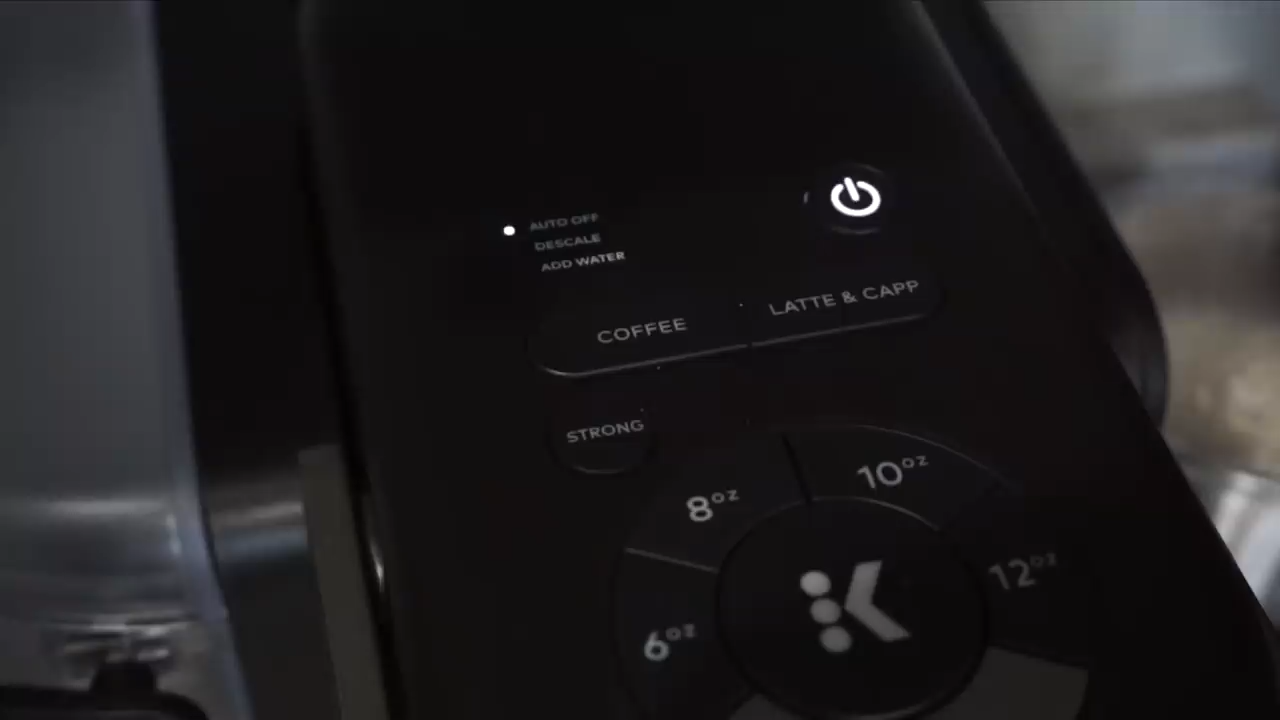 AUTO OFF
DESCALE
ADD WATER
COFFEE
LATTE & CAPP
STRONG
8OZ
10OZ
6OZ
12OZ
K